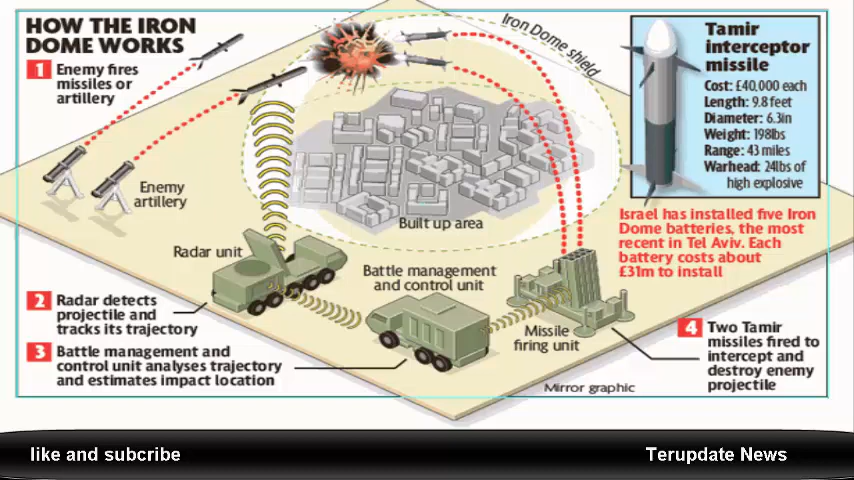 HOW THE IRON
DOME WORKS
1 Enemy fires
missiles or
artillery
Enemy
artillery
Iron Dome shield
Built up area
Radar unit
Battle management
and control unit
Missile
firing unit
2 Radar detects
projectile and
tracks its trajectory
3 Battle management and
control unit analyses trajectory
and estimates impact location
4 Two Tamir
missiles fired to
intercept and
destroy enemy
projectile
Mirror graphic
Tamir
interceptor
missile
Cost: £40,000 each
Length: 9.8 feet
Diameter: 6.3in
Weight: 198lbs
Range: 43 miles
Warhead: 24lbs of
high explosive
Israel has installed five Iron
Dome batteries, the most
recent in Tel Aviv. Each
battery costs about
£31m to install
like and subcribe
Terupdate News